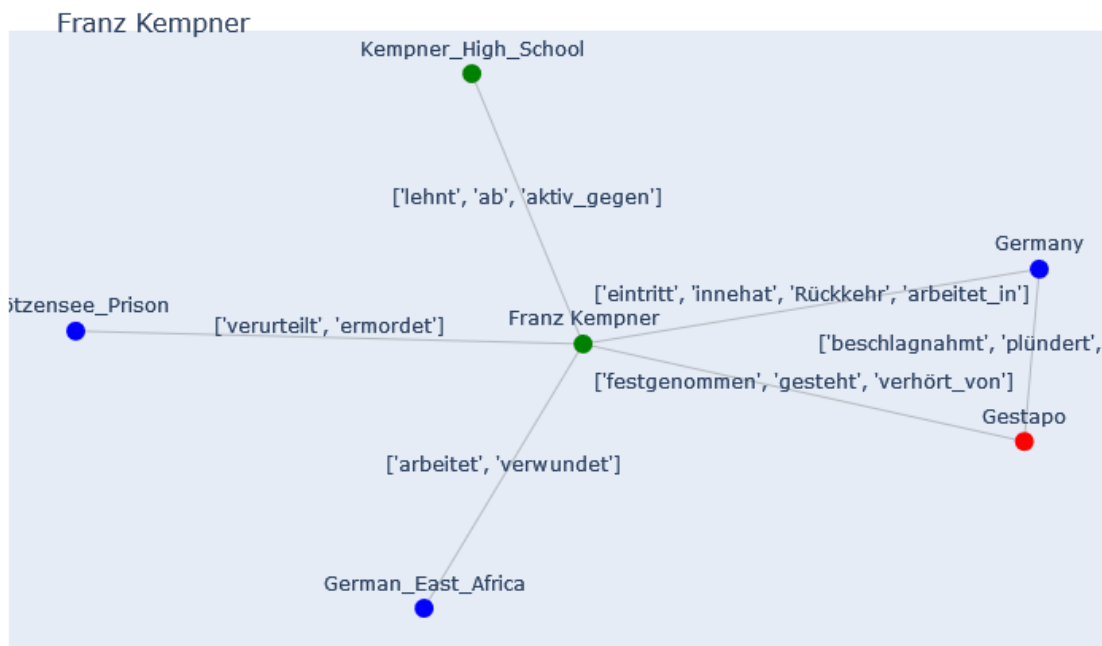 Franz Kempner
Kempner_High_School
['lehnt', 'ab', 'aktiv_gegen']
Germany
['eintritt', 'innehat', 'Rückkehr', 'arbeitet_in']
ötzensee_Prison
Franz Kempner
['verurteilt', 'ermordet']
['beschlagnahmt', 'plündert',
['festgenommen', 'gesteht', 'verhört_von']
Gestapo
['arbeitet', 'verwundet']
German_East_Africa